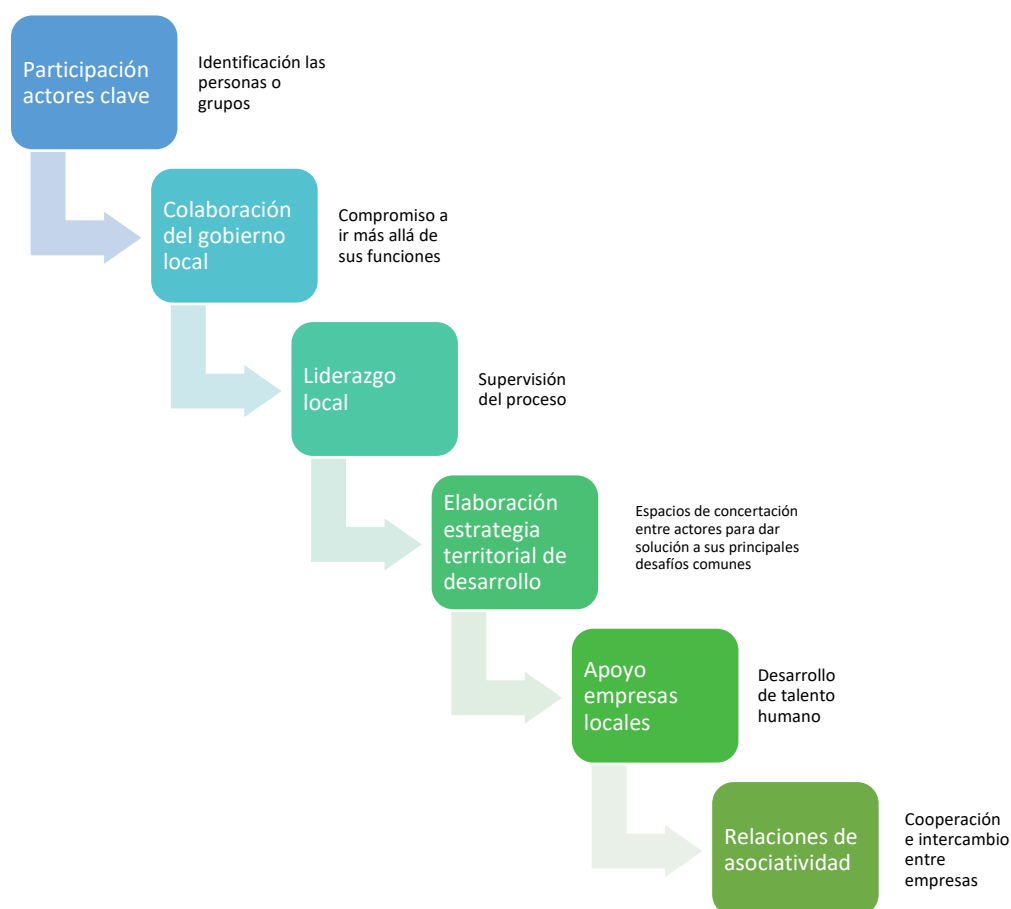 Participación
actores clave
Identificación las
personas o
grupos
Colaboración
del gobierno
local
Compromiso a
ir más allá de
sus funciones
Liderazgo
local
Supervisión
del proceso
Elaboración
estrategia
territorial de
desarrollo
Espacios de concertación
entre actores para dar
solución a sus principales
desafíos comunes
Apoyo
empresas
locales
Desarrollo
de talento
humano
Relaciones de
asociatividad
Cooperación
e intercambio
entre
empresas